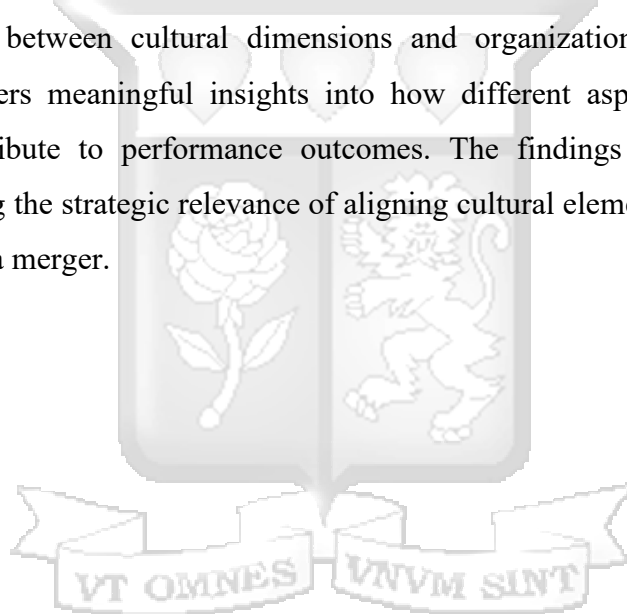 between cultural dimensions and organization
ers meaningful insights into how different asp
ibute to performance outcomes. The findings
g the strategic relevance of aligning cultural eleme
a merger.
VT OMNES VNVM SINT